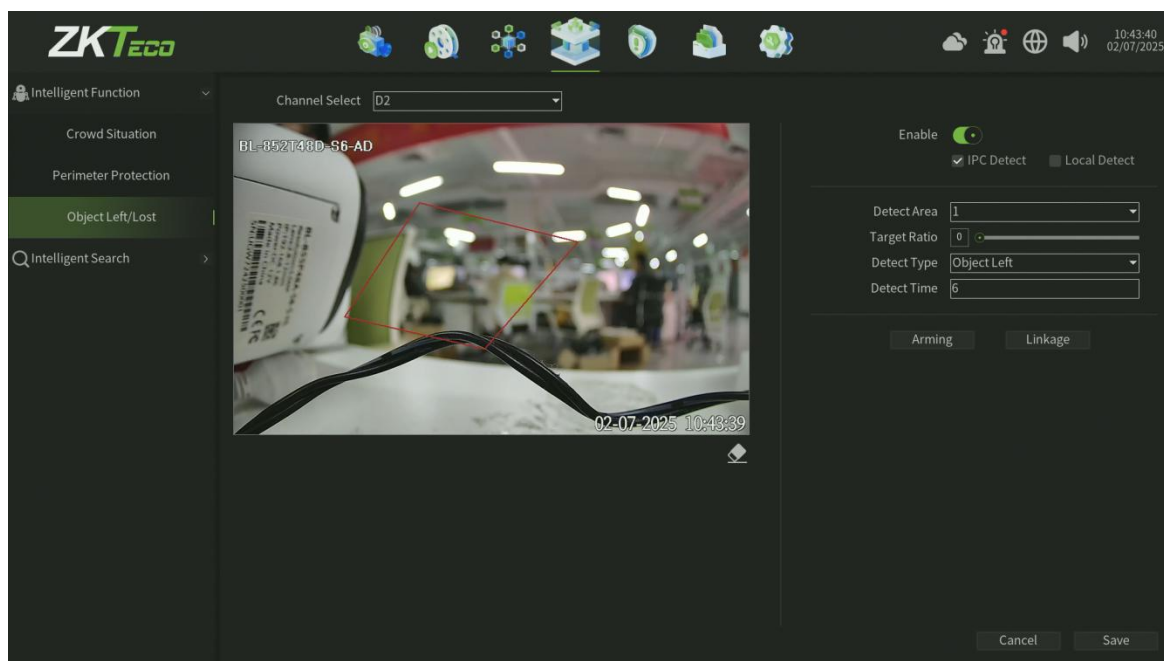 ZKTECO
10:43:40
02/07/2025
Intelligent Function
Crowd Situation
Perimeter Protection
Object Left/Lost
Intelligent Search
Channel Select D2
BL-852T48D-S6-AD
02-07-2025 10:43:39
Enable
IPC Detect Local Detect
Detect Area 1
Target Ratio 0
Detect Type Object Left
Detect Time 6
Arming Linkage
Cancel Save